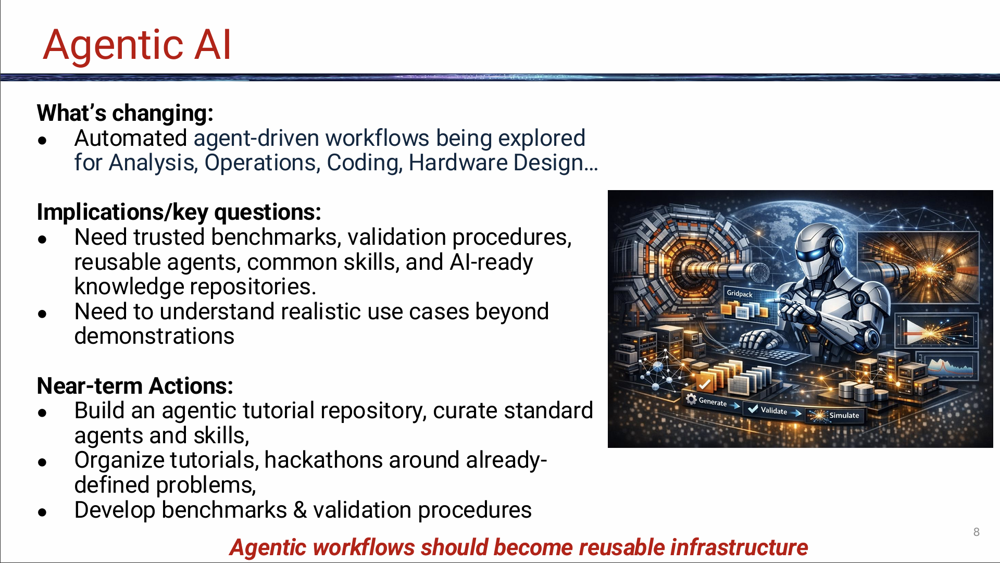 Agentic AI
What’s changing:
● Automated agent-driven workflows being explored
for Analysis, Operations, Coding, Hardware Design…
Implications/key questions:
● Need trusted benchmarks, validation procedures,
reusable agents, common skills, and AI-ready
knowledge repositories.
● Need to understand realistic use cases beyond
demonstrations
Near-term Actions:
● Build an agentic tutorial repository, curate standard
agents and skills,
● Organize tutorials, hackathons around already-
defined problems,
● Develop benchmarks & validation procedures
Gridpack
Generate
Validate
Simulate
8
Agentic workflows should become reusable infrastructure